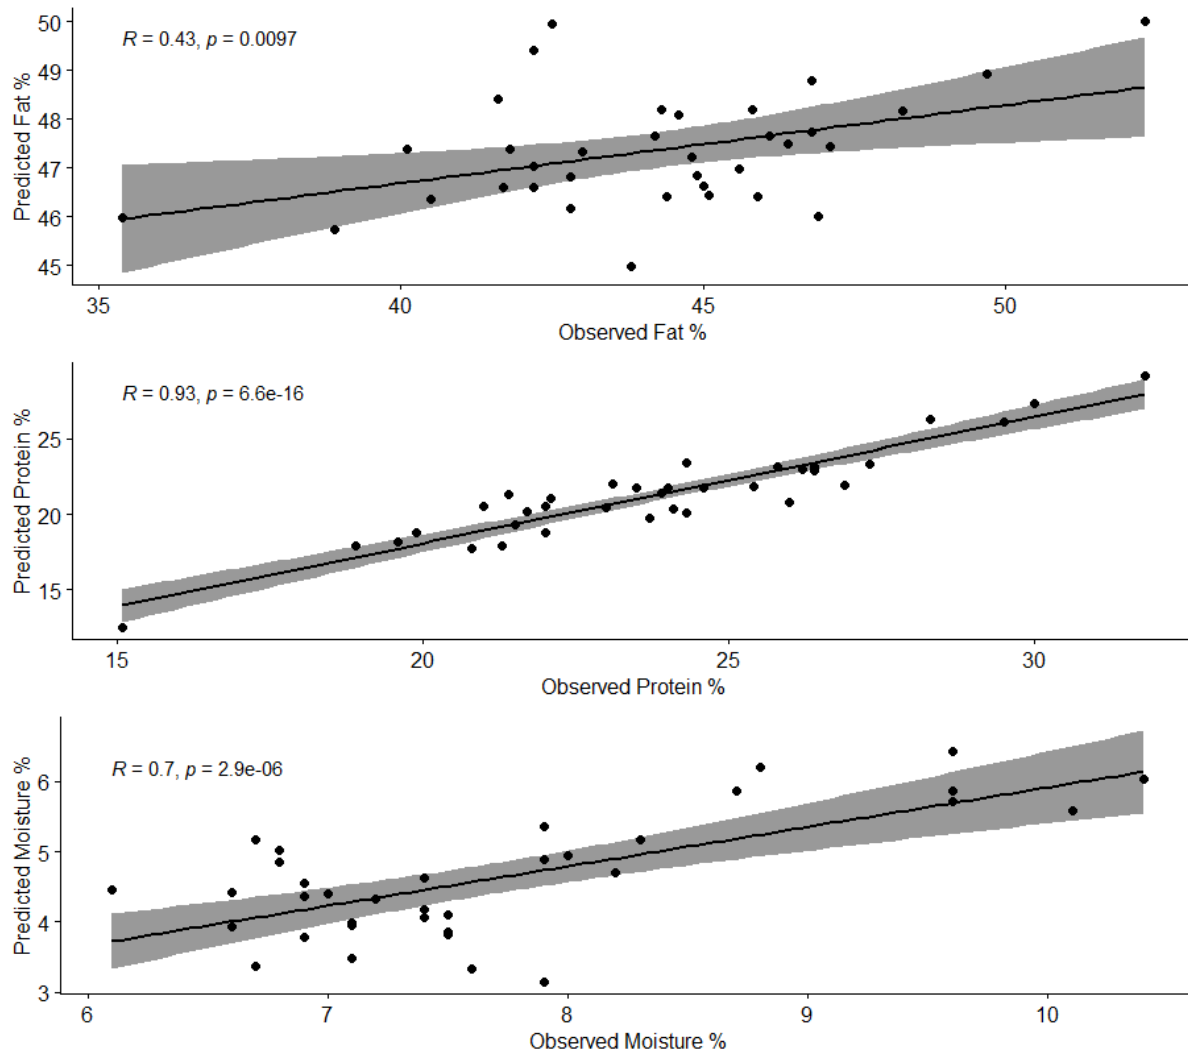 Predicted Fat %
50
49
48
47
46
45
R = 0.43, p = 0.0097
35 40 45 50
Observed Fat %
Predicted Protein %
25
20
15
R = 0.93, p = 6.6e-16
15 20 25 30
Observed Protein %
Predicted Moisture %
6
5
4
3
R = 0.7, p = 2.9e-06
6 7 8 9 10
Observed Moisture %